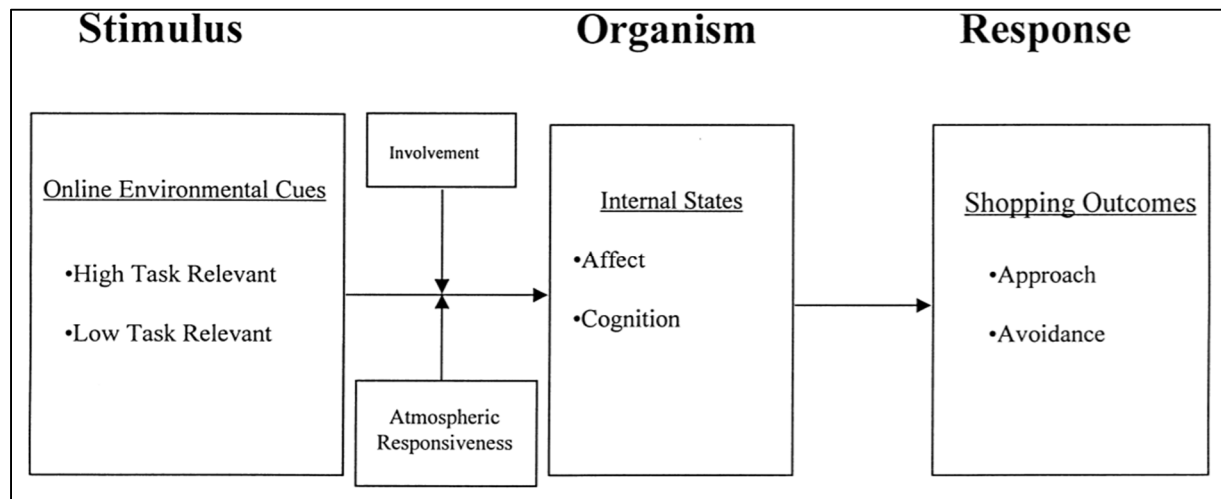 Stimulus
Organism
Response
Online Environmental Cues
•High Task Relevant
•Low Task Relevant
Involvement
Atmospheric
Responsiveness
Internal States
•Affect
•Cognition
Shopping Outcomes
•Approach
•Avoidance